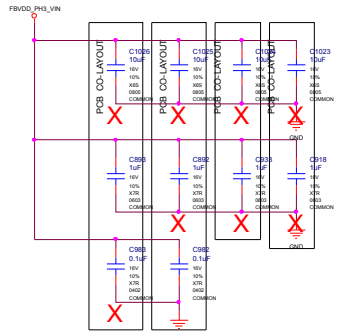 FBVDD_PH3_VIN
PCB CO-LAYOUT
C1026
10uF
16V
10%
X6S
0805
COMMON
PCB CO-LAYOUT
C1025
10uF
16V
10%
X6S
0805
COMMON
PCB CO-LAYOUT
10uF
16V
10%
X6S
0805
COMMON
PCB CO-LAYOUT
C1023
10uF
16V
10%
X6S
0805
COMMON
GND
C893
1uF
16V
10%
X7R
0603
COMMON
C892
1uF
16V
10%
X7R
0603
COMMON
C938
1uF
16V
10%
X7R
0603
COMMON
C918
1uF
16V
10%
X7R
0603
COMMON
GND
C983
0.1uF
16V
10%
X7R
0402
COMMON
C982
0.1uF
16V
10%
X7R
0402
COMMON